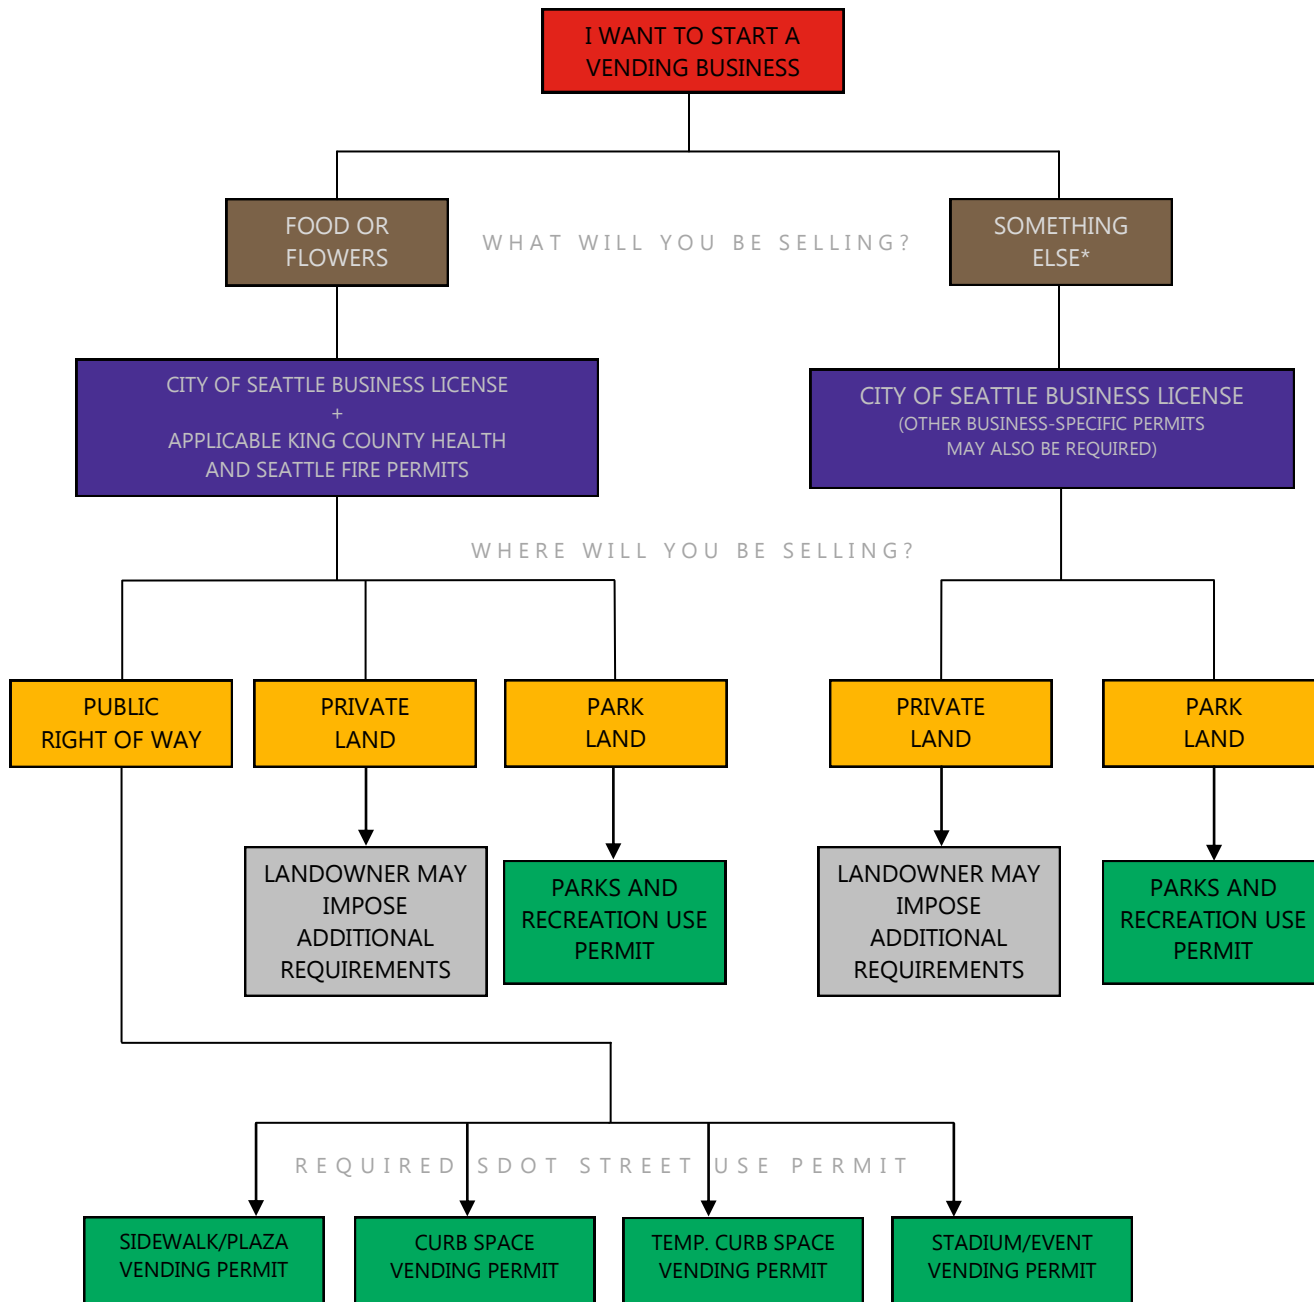 I WANT TO START A
VENDING BUSINESS
FOOD OR
FLOWERS
WHAT WILL YOU BE SELLING?
SOMETHING
ELSE*
CITY OF SEATTLE BUSINESS LICENSE
+
APPLICABLE KING COUNTY HEALTH
AND SEATTLE FIRE PERMITS
CITY OF SEATTLE BUSINESS LICENSE
(OTHER BUSINESS-SPECIFIC PERMITS
MAY ALSO BE REQUIRED)
WHERE WILL YOU BE SELLING?
PUBLIC
RIGHT OF WAY
PRIVATE
LAND
PARK
LAND
PRIVATE
LAND
PARK
LAND
LANDOWNER MAY
IMPOSE
ADDITIONAL
REQUIREMENTS
PARKS AND
RECREATION USE
PERMIT
LANDOWNER MAY
IMPOSE
ADDITIONAL
REQUIREMENTS
PARKS AND
RECREATION USE
PERMIT
REQUIRED SDOT STREET USE PERMIT
SIDEWALK/PLAZA
VENDING PERMIT
CURB SPACE
VENDING PERMIT
TEMP. CURB SPACE
VENDING PERMIT
STADIUM/EVENT
VENDING PERMIT